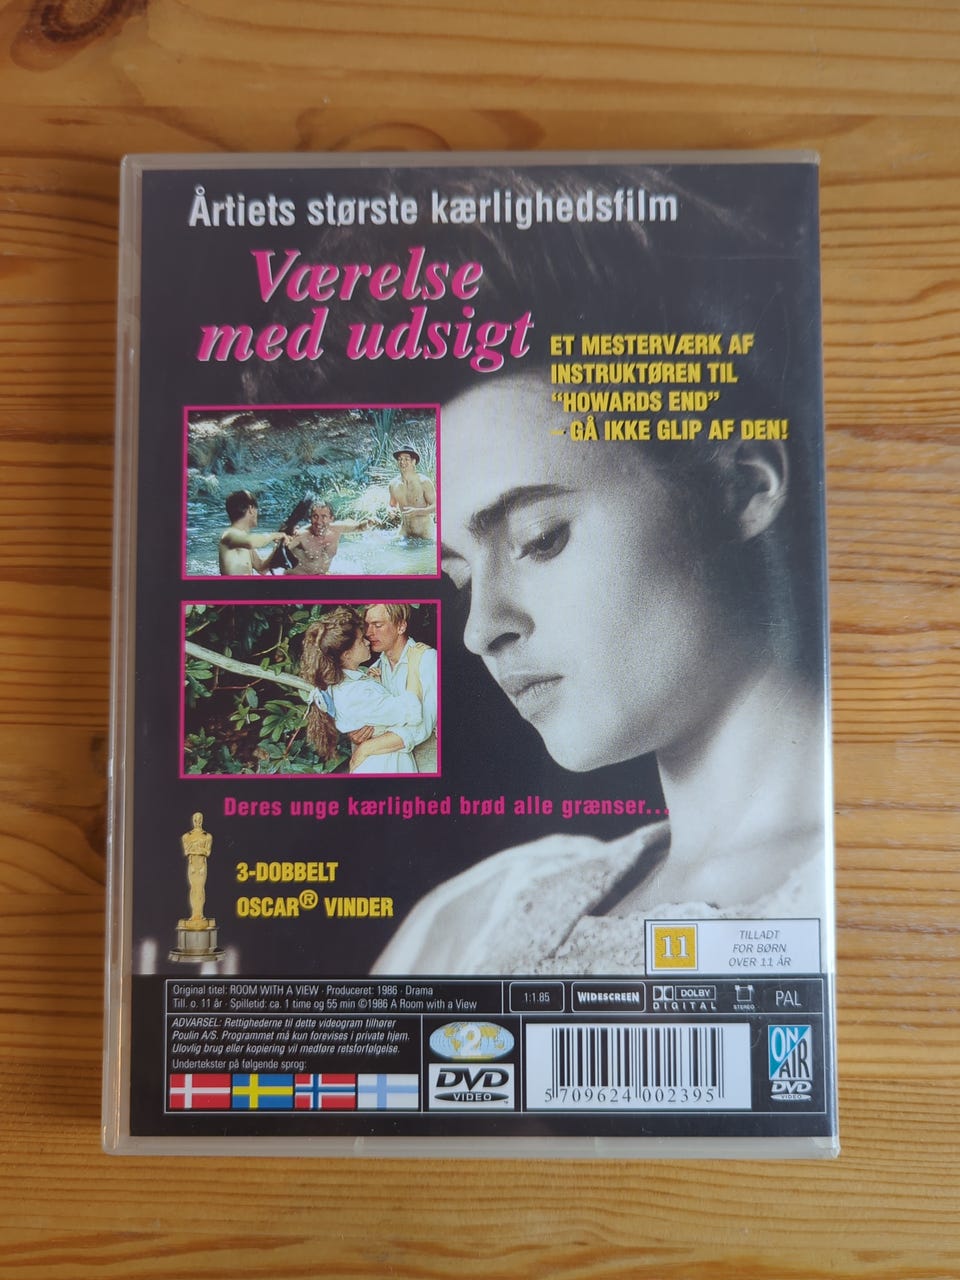 Årtiets største kærlighedsfilm
Værelse
med udsigt
ET MESTERVÆRK AF
INSTRUKTØREN TIL
"HOWARDS END"
– GÅ IKKE GLIP AF DEN!
Deres unge kærlighed brød alle grænser...
3-DOBBELT
OSCAR® VINDER
11
TILLADT
FOR BØRN
OVER 11 ÅR
Original titel: ROOM WITH A VIEW · Produceret: 1986 · Drama
Till. o. 11 år · Spilletid: ca. 1 time og 55 min ©1986 A Room with a View
1:1.85
WIDESCREEN
DOLBY
DIGITAL
STEREO
PAL
ADVARSEL: Rettighederne til dette videogram tilhører
Poulin A/S. Programmet må kun forevises i private hjem.
Ulovlig brug eller kopiering vil medføre retsforfølgelse.
Undertekster på følgende sprog:
2
DVD
VIDEO
5 709624 002395
ON
AIR
DVD
VIDEO